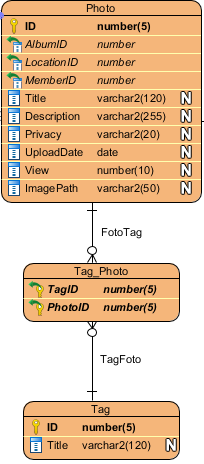 Photo
ID number(5)
AlbumID number
LocationID number
MemberID number
Title varchar2(120) N
Description varchar2(255) N
Privacy varchar2(20) N
UploadDate date N
View number(10) N
ImagePath varchar2(50) N
FotoTag
Tag_Photo
TagID number(5)
PhotoID number(5)
TagFoto
Tag
ID number(5)
Title varchar2(120) N